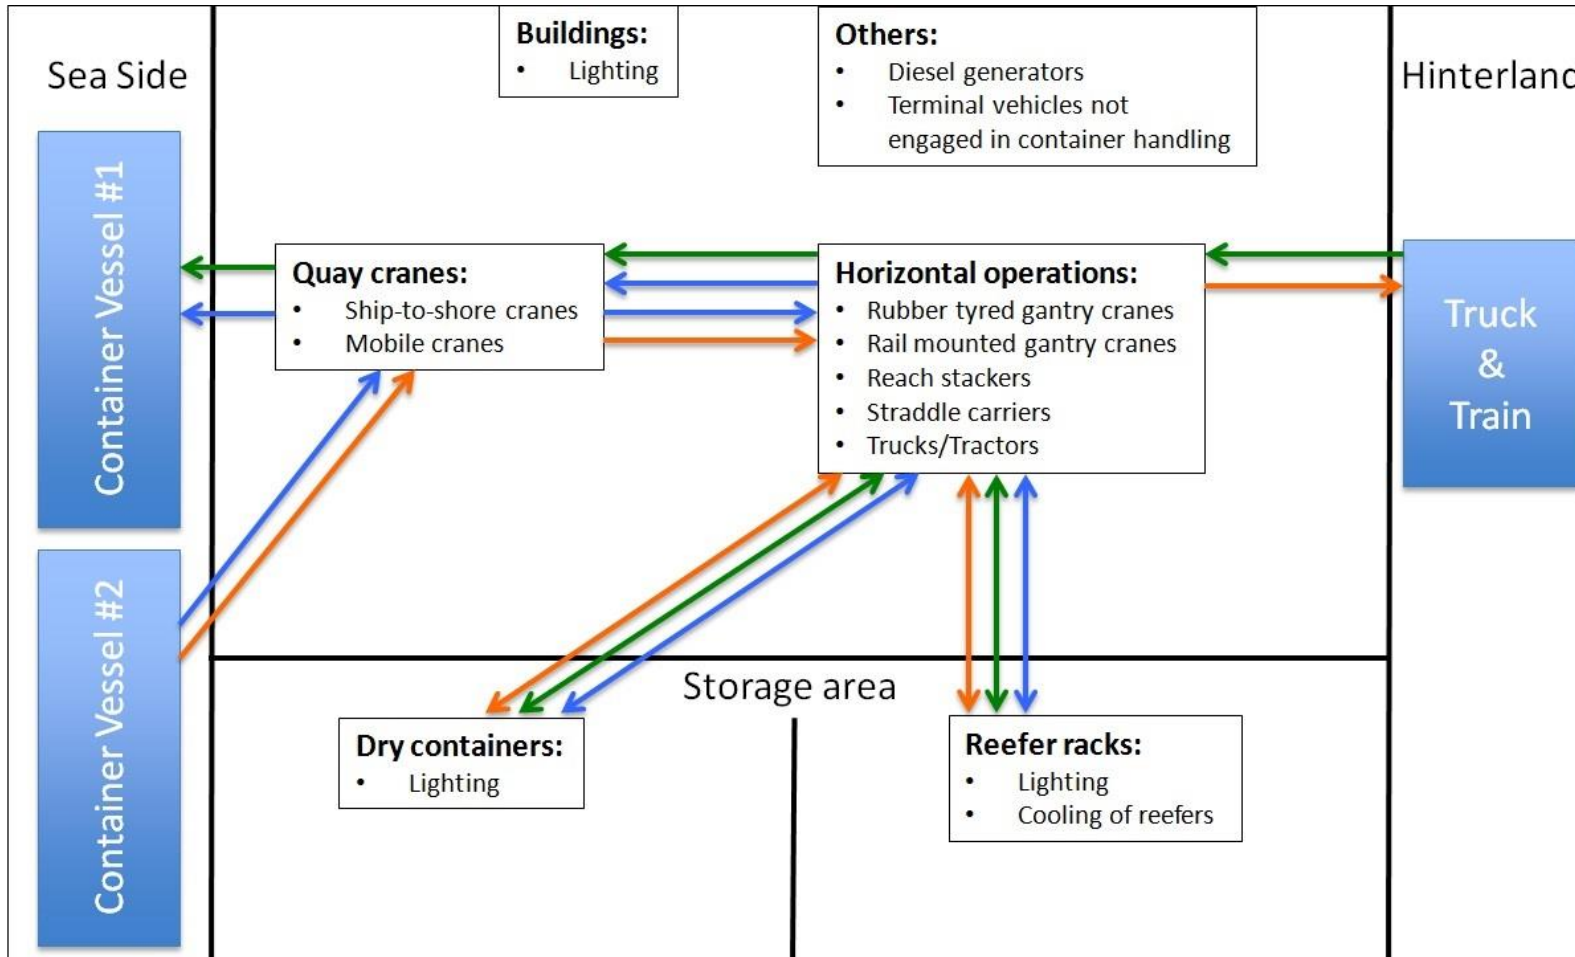 Sea Side
Buildings:
• Lighting
Others:
• Diesel generators
• Terminal vehicles not
engaged in container handling
Hinterland
Container Vessel #1
Quay cranes:
• Ship-to-shore cranes
• Mobile cranes
Horizontal operations:
• Rubber tyred gantry cranes
• Rail mounted gantry cranes
• Reach stackers
• Straddle carriers
• Trucks/Tractors
Truck
&
Train
Container Vessel #2
Storage area
Dry containers:
• Lighting
Reefer racks:
• Lighting
• Cooling of reefers